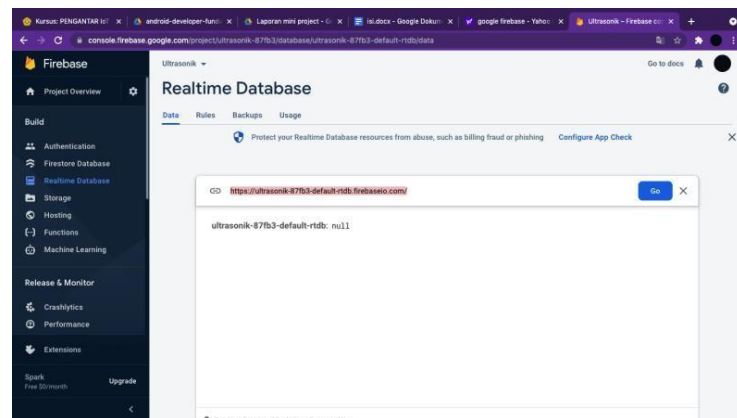 Kursus: PENGANTAR IoT
android-developer-fund
Laporan mini project - G
isi.docx - Google Dokum
google firebase - Yahoo
Ultrasonik – Firebase co
console.firebase.google.com/project/ultrasonik-87fb3/database/ultrasonik-87fb3-default-rtdb/data
Firebase
Ultrasonik
Go to docs
Project Overview
Realtime Database
Build
Data Rules Backups Usage
Protect your Realtime Database resources from abuse, such as billing fraud or phishing Configure App Check
Authentication
Firestore Database
Realtime Database
Storage
Hosting
Functions
Machine Learning
https://ultrasonik-87fb3-default-rtdb.firebaseio.com/
Go
ultrasonik-87fb3-default-rtdb: null
Release & Monitor
Crashlytics
Performance
Extensions
Spark
Free $0/month
Upgrade